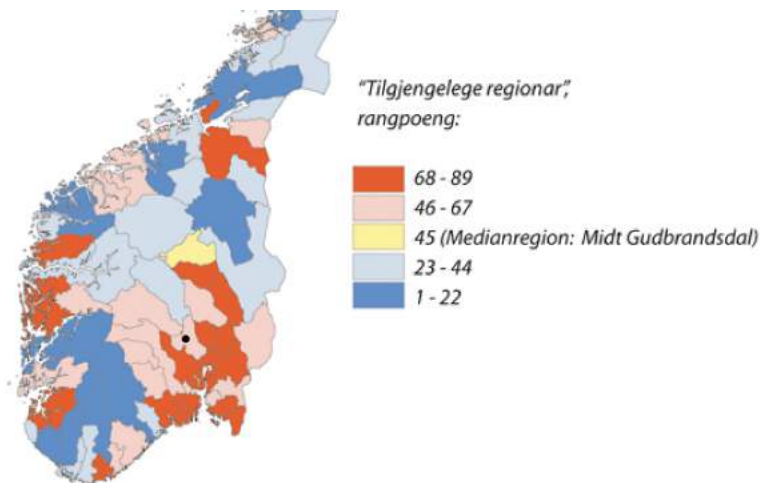 "Tilgjengelege regionar",
rangpoeng:
68 - 89
46 - 67
45 (Medianregion: Midt Gudbrandsdal)
23 - 44
1 - 22